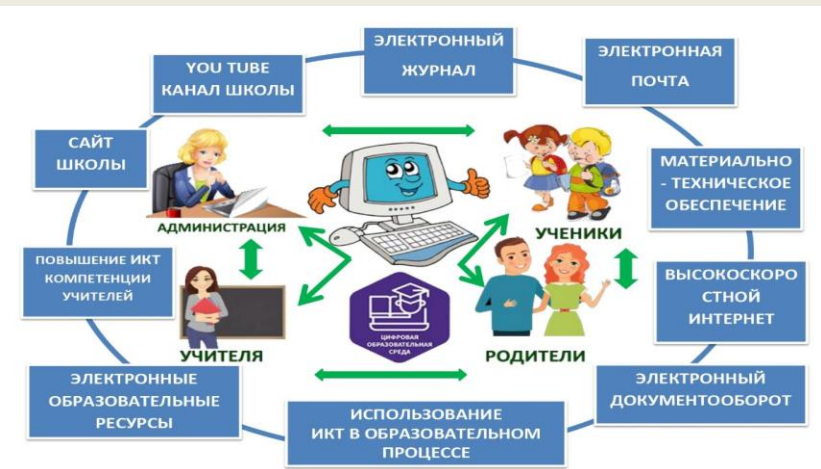 ЭЛЕКТРОННЫЙ
ЖУРНАЛ
ЭЛЕКТРОННАЯ
ПОЧТА
YOU TUBE
КАНАЛ ШКОЛЫ
САЙТ
ШКОЛЫ
МАТЕРИАЛЬНО
- ТЕХНИЧЕСКОЕ
ОБЕСПЕЧЕНИЕ
АДМИНИСТРАЦИЯ
УЧЕНИКИ
ПОВЫШЕНИЕ ИКТ
КОМПЕТЕНЦИИ
УЧИТЕЛЕЙ
ВЫСОКОСКОРО
СТНОЙ
ИНТЕРНЕТ
ЦИФРОВАЯ
ОБРАЗОВАТЕЛЬНАЯ
СРЕДА
УЧИТЕЛЯ
РОДИТЕЛИ
ЭЛЕКТРОННЫЕ
ОБРАЗОВАТЕЛЬНЫЕ
РЕСУРСЫ
ЭЛЕКТРОННЫЙ
ДОКУМЕНТООБОРОТ
ИСПОЛЬЗОВАНИЕ
ИКТ В ОБРАЗОВАТЕЛЬНОМ
ПРОЦЕССЕ